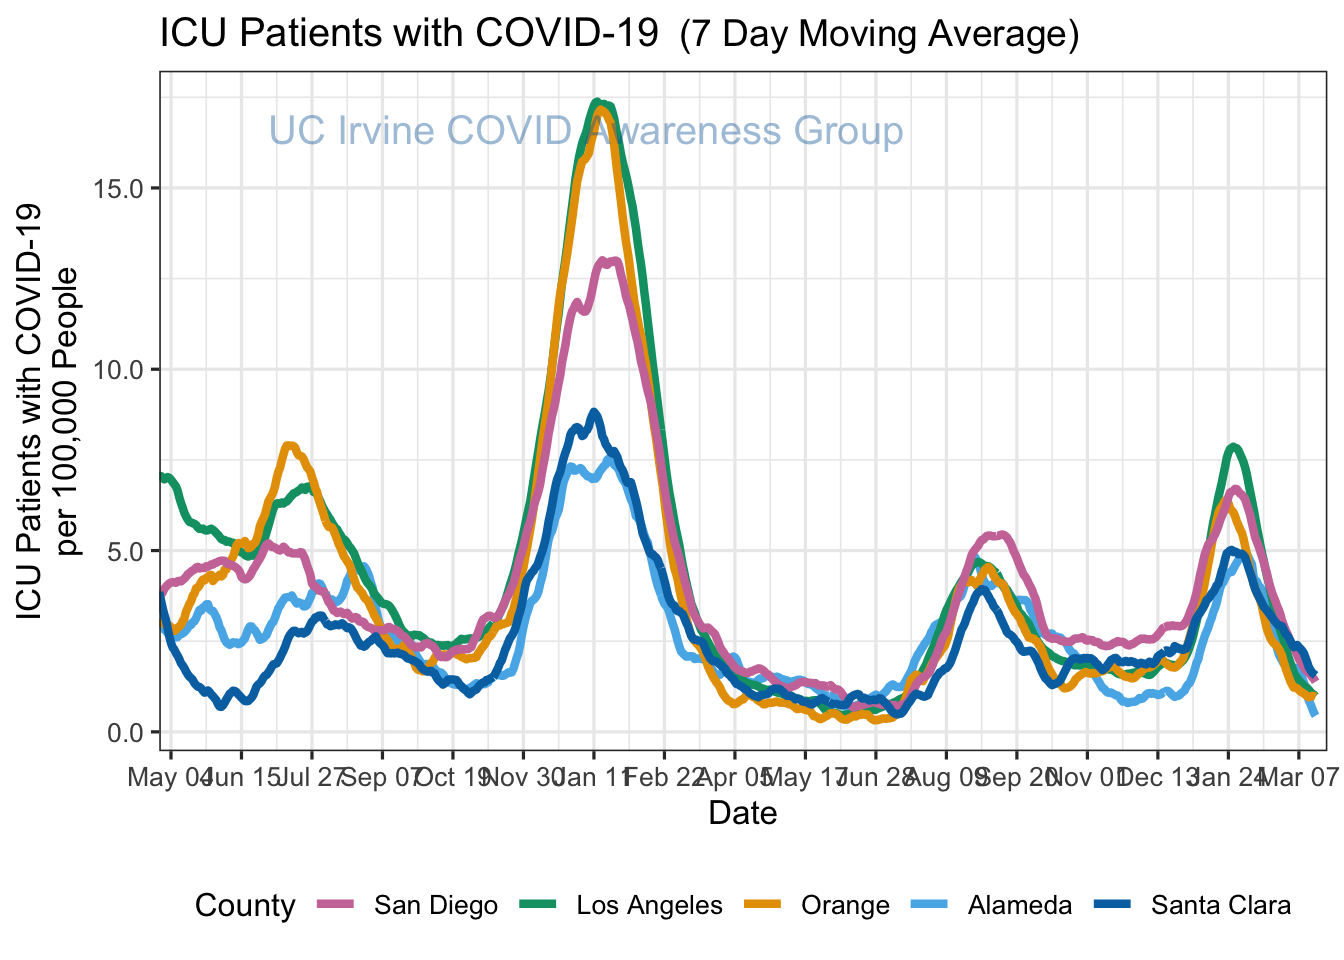 ICU Patients with COVID-19 (7 Day Moving Average)
UC Irvine COVID Awareness Group
ICU Patients with COVID-19
per 100,000 People
15.0
10.0
5.0
0.0
May 04 Jun 15 Jul 27 Sep 07 Oct 19 Nov 30 Jan 11 Feb 22 Apr 05 May 17 Jun 28 Aug 09 Sep 20 Nov 01 Dec 13 Jan 24 Mar 07
Date
County San Diego Los Angeles Orange Alameda Santa Clara